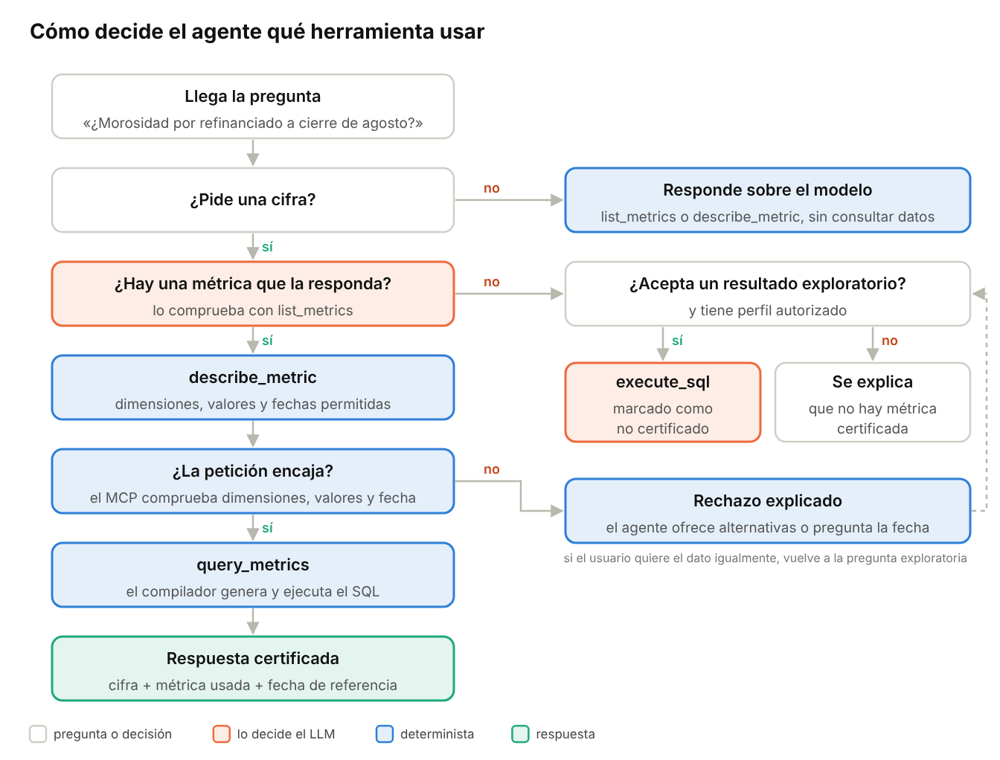 Cómo decide el agente qué herramienta usar
Llega la pregunta
«¿Morosidad por refinanciado a cierre de agosto?»
¿Pide una cifra?
no
Responde sobre el modelo
list_metrics o describe_metric, sin consultar datos
sí
¿Hay una métrica que la responda?
lo comprueba con list_metrics
no
¿Acepta un resultado exploratorio?
y tiene perfil autorizado
sí
sí
no
describe_metric
dimensiones, valores y fechas permitidas
execute_sql
marcado como
no certificado
Se explica
que no hay métrica
certificada
¿La petición encaja?
el MCP comprueba dimensiones, valores y fecha
no
Rechazo explicado
el agente ofrece alternativas o pregunta la fecha
si el usuario quiere el dato igualmente, vuelve a la pregunta exploratoria
sí
query_metrics
el compilador genera y ejecuta el SQL
Respuesta certificada
cifra + métrica usada + fecha de referencia
pregunta o decisión
lo decide el LLM
determinista
respuesta